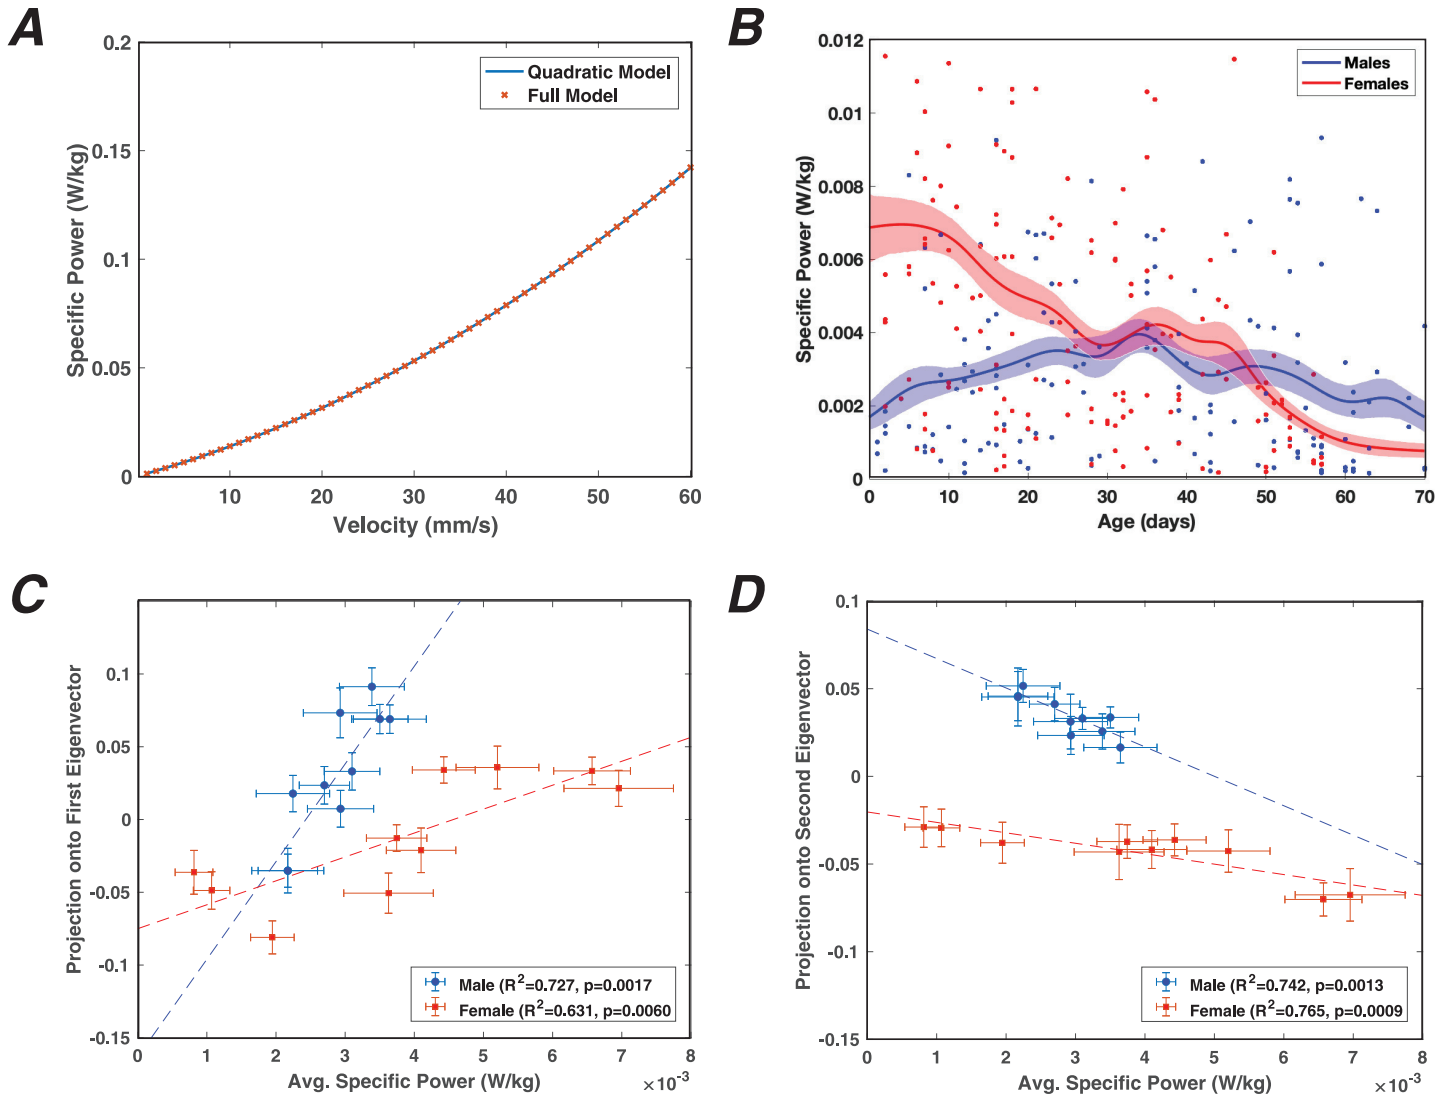 A
Specific Power (W/kg)
0.2
0.15
0.1
0.05
0
10 20 30 40 50 60
Velocity (mm/s)
Quadratic Model
Full Model
B
Specific Power (W/kg)
0.012
0.01
0.008
0.006
0.004
0.002
0
0 10 20 30 40 50 60 70
Age (days)
Males
Females
C
Projection onto First Eigenvector
0.1
0.05
0
-0.05
-0.1
-0.15
0 1 2 3 4 5 6 7 8
Avg. Specific Power (W/kg)
×10⁻³
Male (R²=0.727, p=0.0017
Female (R²=0.631, p=0.0060
D
Projection onto Second Eigenvector
0.1
0.05
0
-0.05
-0.1
-0.15
0 1 2 3 4 5 6 7 8
Avg. Specific Power (W/kg)
×10⁻³
Male (R²=0.742, p=0.0013
Female (R²=0.765, p=0.0009